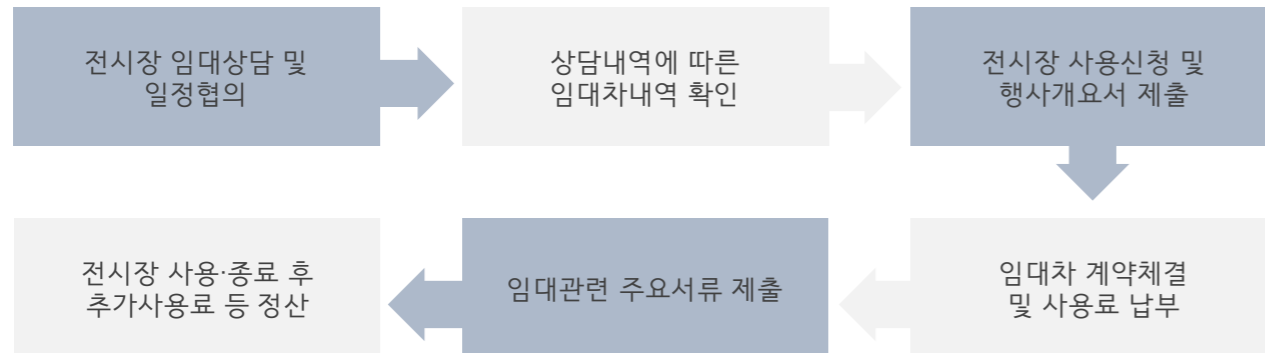 전시장 임대상담 및
일정협의
상담내역에 따른
임대차내역 확인
전시장 사용신청 및
행사개요서 제출
임대차 계약체결
및 사용료 납부
임대관련 주요서류 제출
전시장 사용·종료 후
추가사용료 등 정산